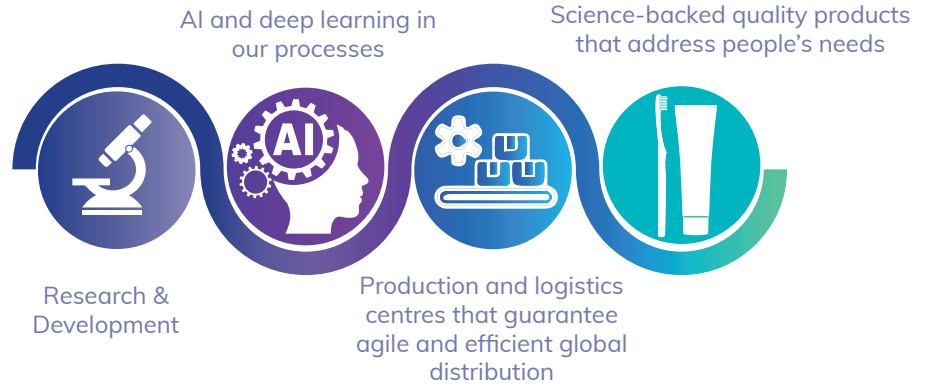 AI and deep learning in
our processes
Science-backed quality products
that address people's needs
AI
Research &
Development
Production and logistics
centres that guarantee
agile and efficient global
distribution